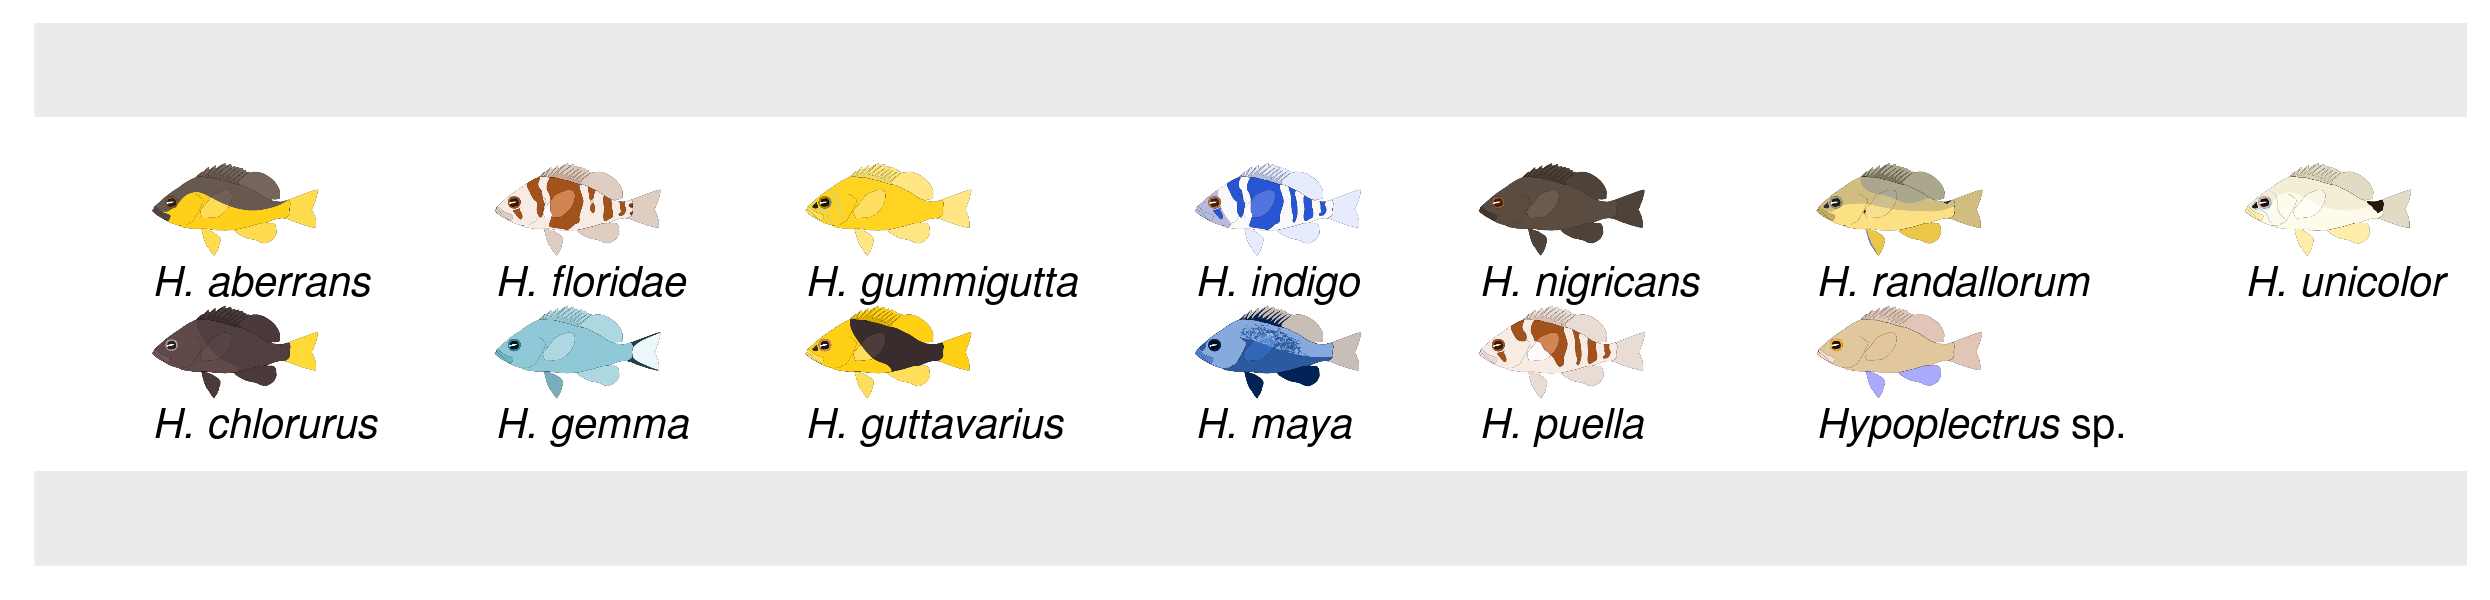 H. aberrans H. floridae H. gummigutta H. indigo H. nigricans H. randallorum H. unicolor
H. chlorurus H. gemma H. guttavarius H. maya H. puella Hypoplectrus sp.